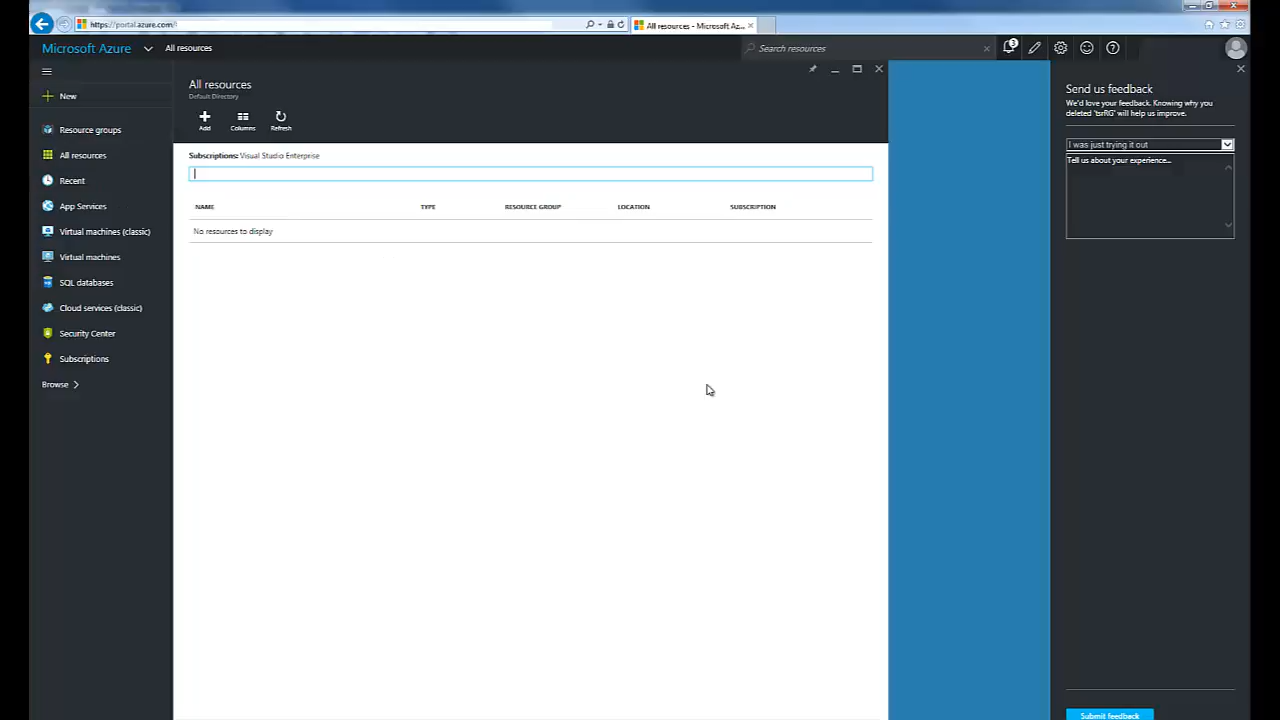 https://portal.azure.com/
All resources - Microsoft Az...
Microsoft Azure
All resources
Search resources
3
New
Resource groups
All resources
Recent
App Services
Virtual machines (classic)
Virtual machines
SQL databases
Cloud services (classic)
Security Center
Subscriptions
Browse
All resources
Default Directory
Add
Columns
Refresh
Subscriptions: Visual Studio Enterprise
NAME TYPE RESOURCE GROUP LOCATION SUBSCRIPTION
No resources to display
Send us feedback
We'd love your feedback. Knowing why you
deleted 'tsrRG' will help us improve.
I was just trying it out
Tell us about your experience...
Submit feedback